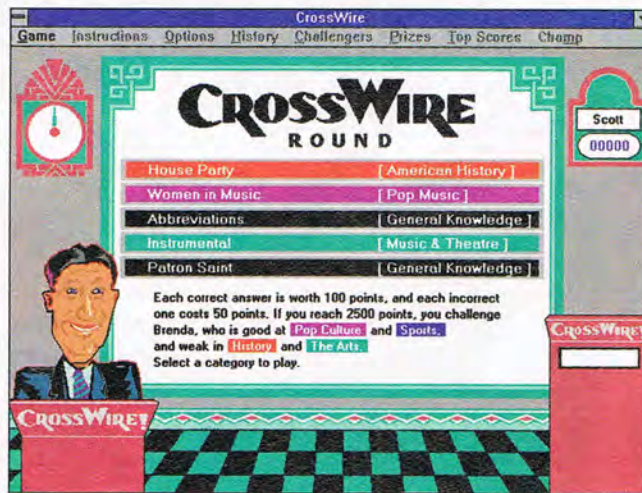 CrossWire
Game Instructions Options History Challengers Prizes Top Scores Champ
CROSSWIRE
ROUND
Scott
00000
House Party [ American History ]
Women in Music [ Pop Music ]
Abbreviations [ General Knowledge ]
Instrumental [ Music & Theatre ]
Patron Saint [ General Knowledge ]
Each correct answer is worth 100 points, and each incorrect
one costs 50 points. If you reach 2500 points, you challenge
Brenda, who is good at Pop Culture and Sports,
and weak in History and The Arts.
Select a category to play.
CROSSWIRE!
CROSSWIRE!